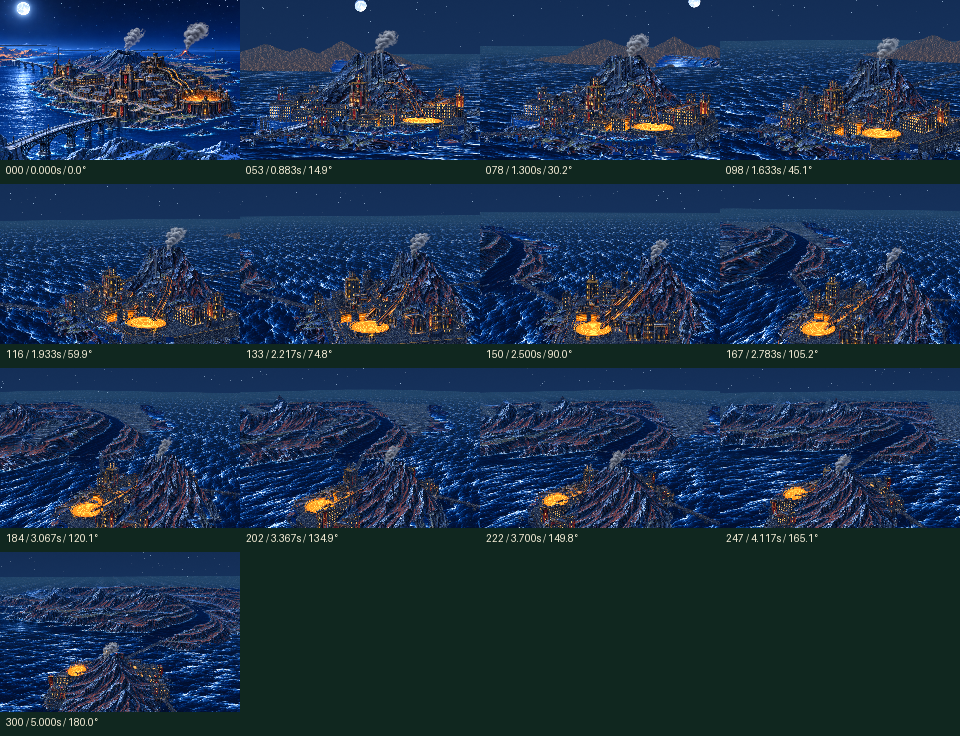 000 / 0.000s / 0.0°
053 / 0.883s / 14.9°
078 / 1.300s / 30.2°
098 / 1.633s / 45.1°
116 / 1.933s / 59.9°
133 / 2.217s / 74.8°
150 / 2.500s / 90.0°
167 / 2.783s / 105.2°
184 / 3.067s / 120.1°
202 / 3.367s / 134.9°
222 / 3.700s / 149.8°
247 / 4.117s / 165.1°
300 / 5.000s / 180.0°